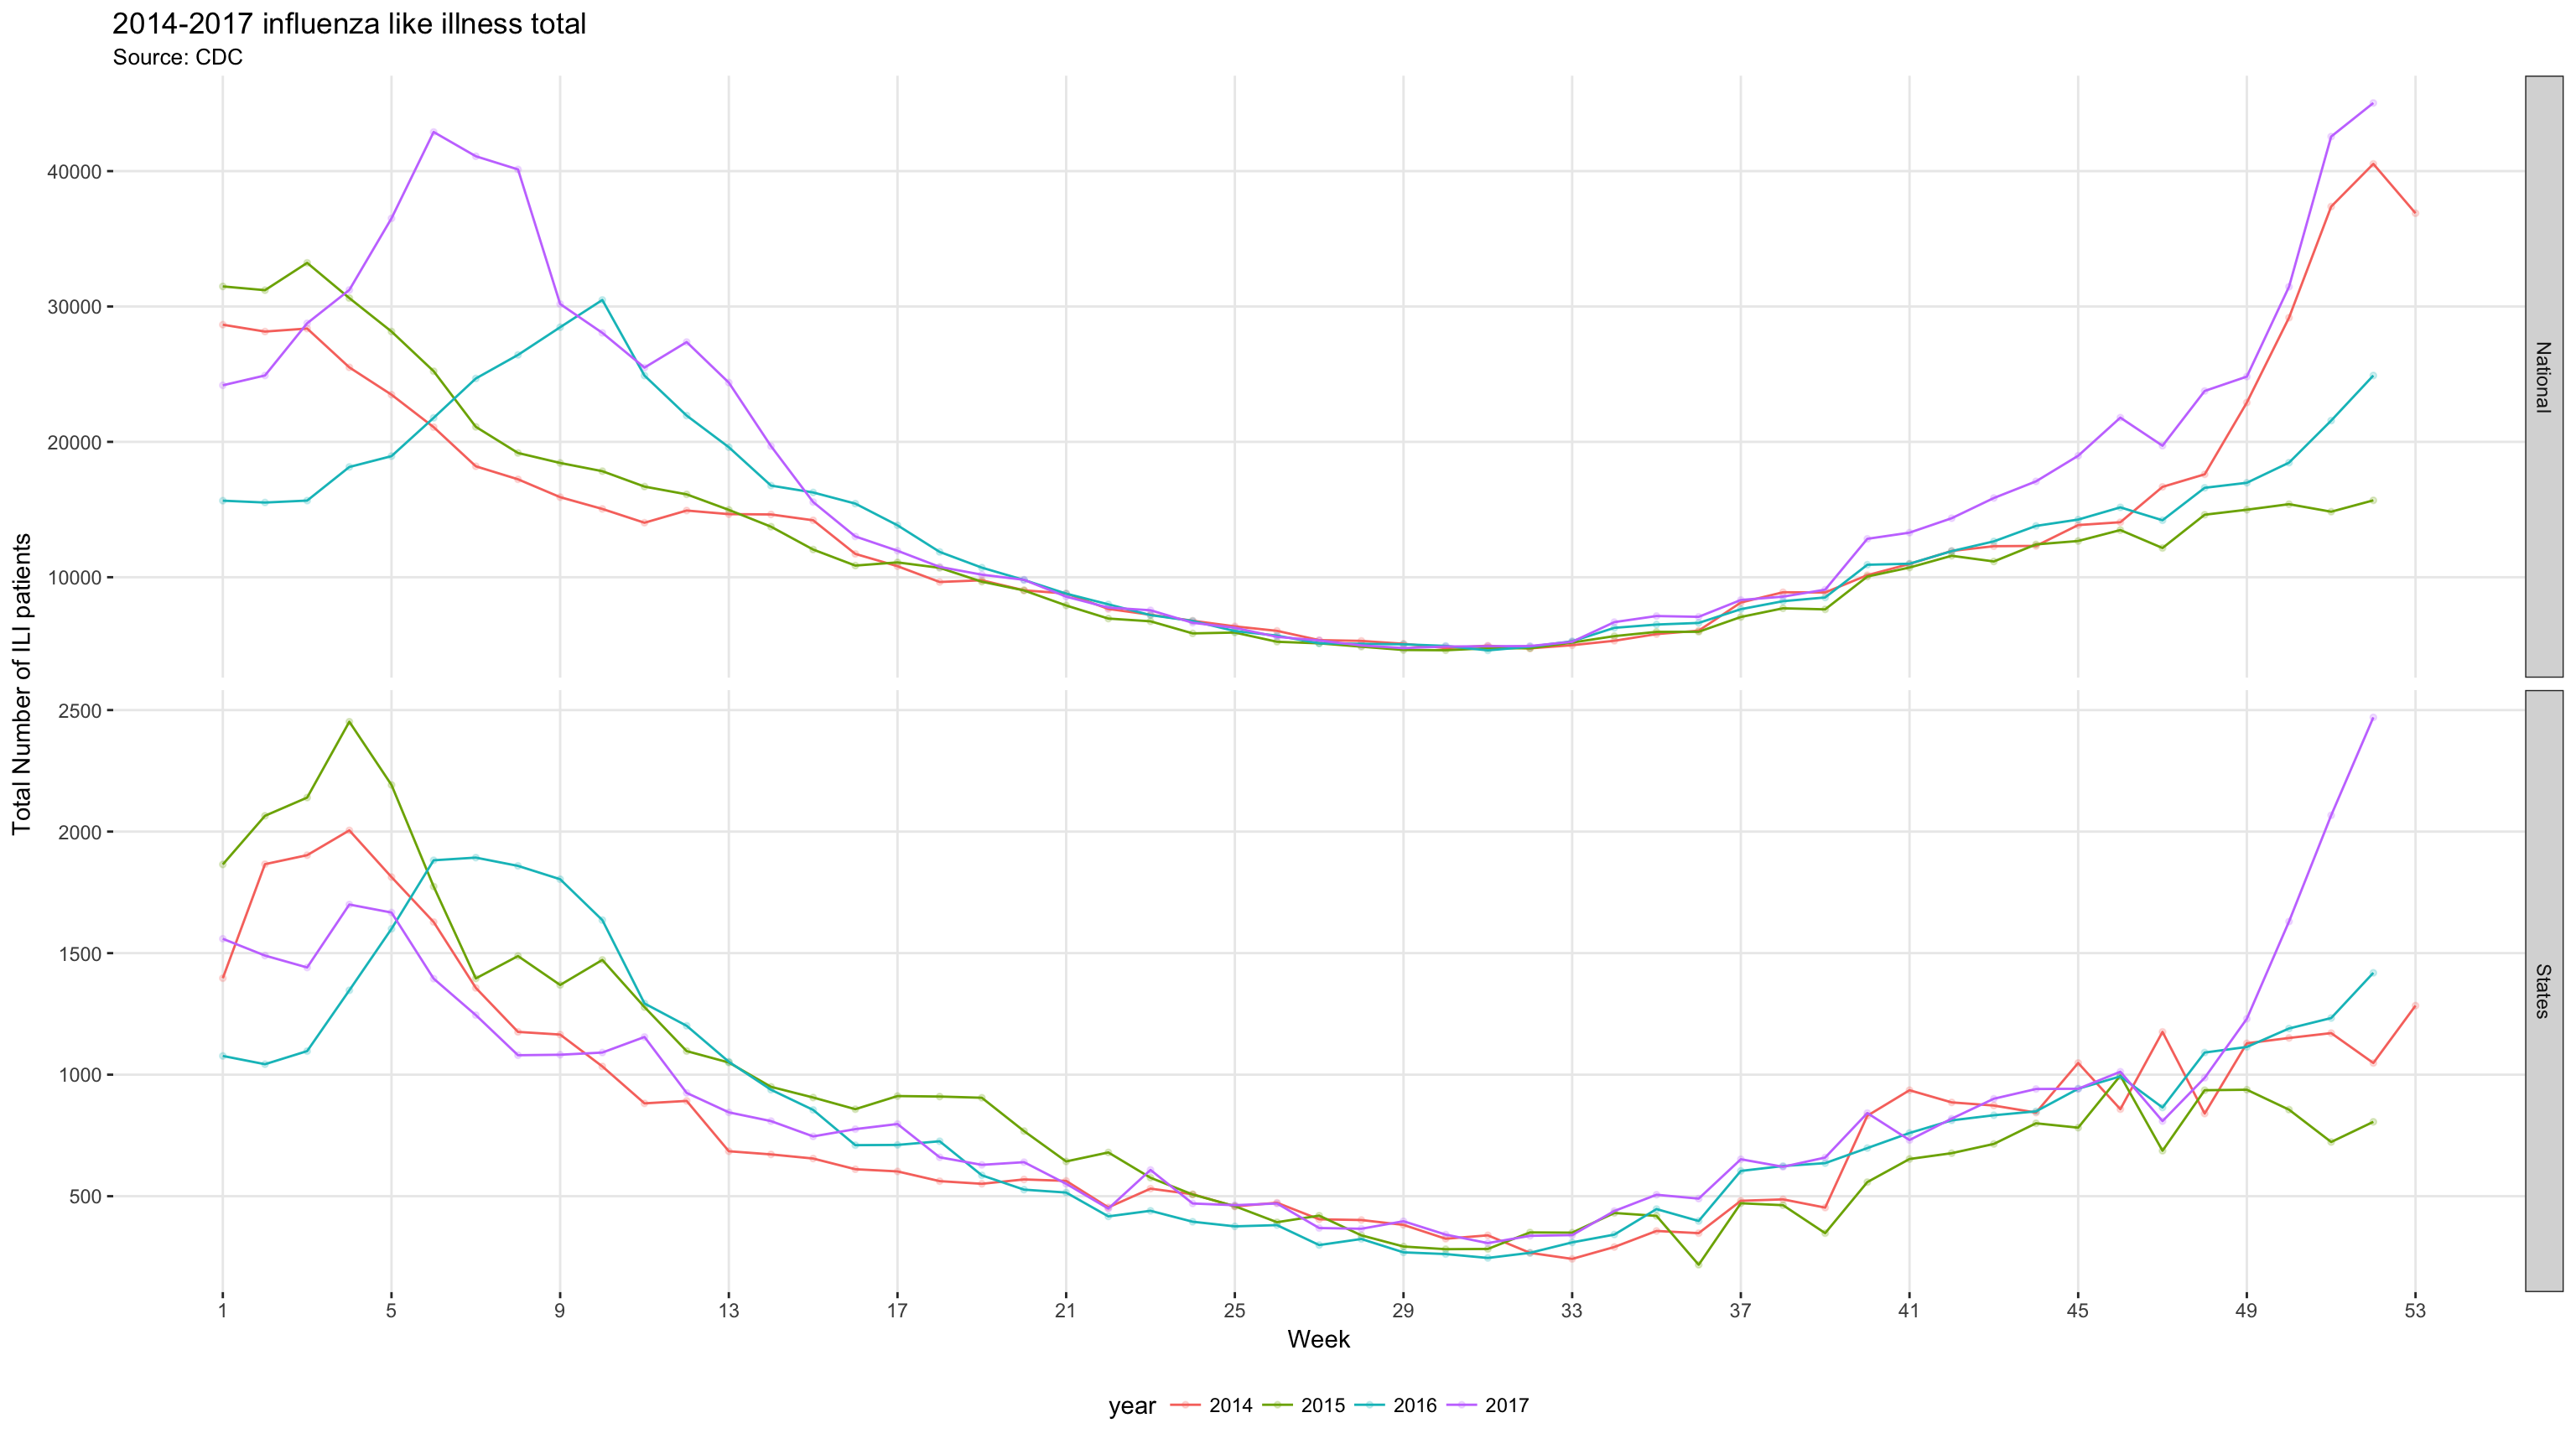 2014-2017 influenza like illness total
Source: CDC
Total Number of ILI patients
40000
30000
20000
10000
National
2500
2000
1500
1000
500
States
1 5 9 13 17 21 25 29 33 37 41 45 49 53
Week
year 2014 2015 2016 2017